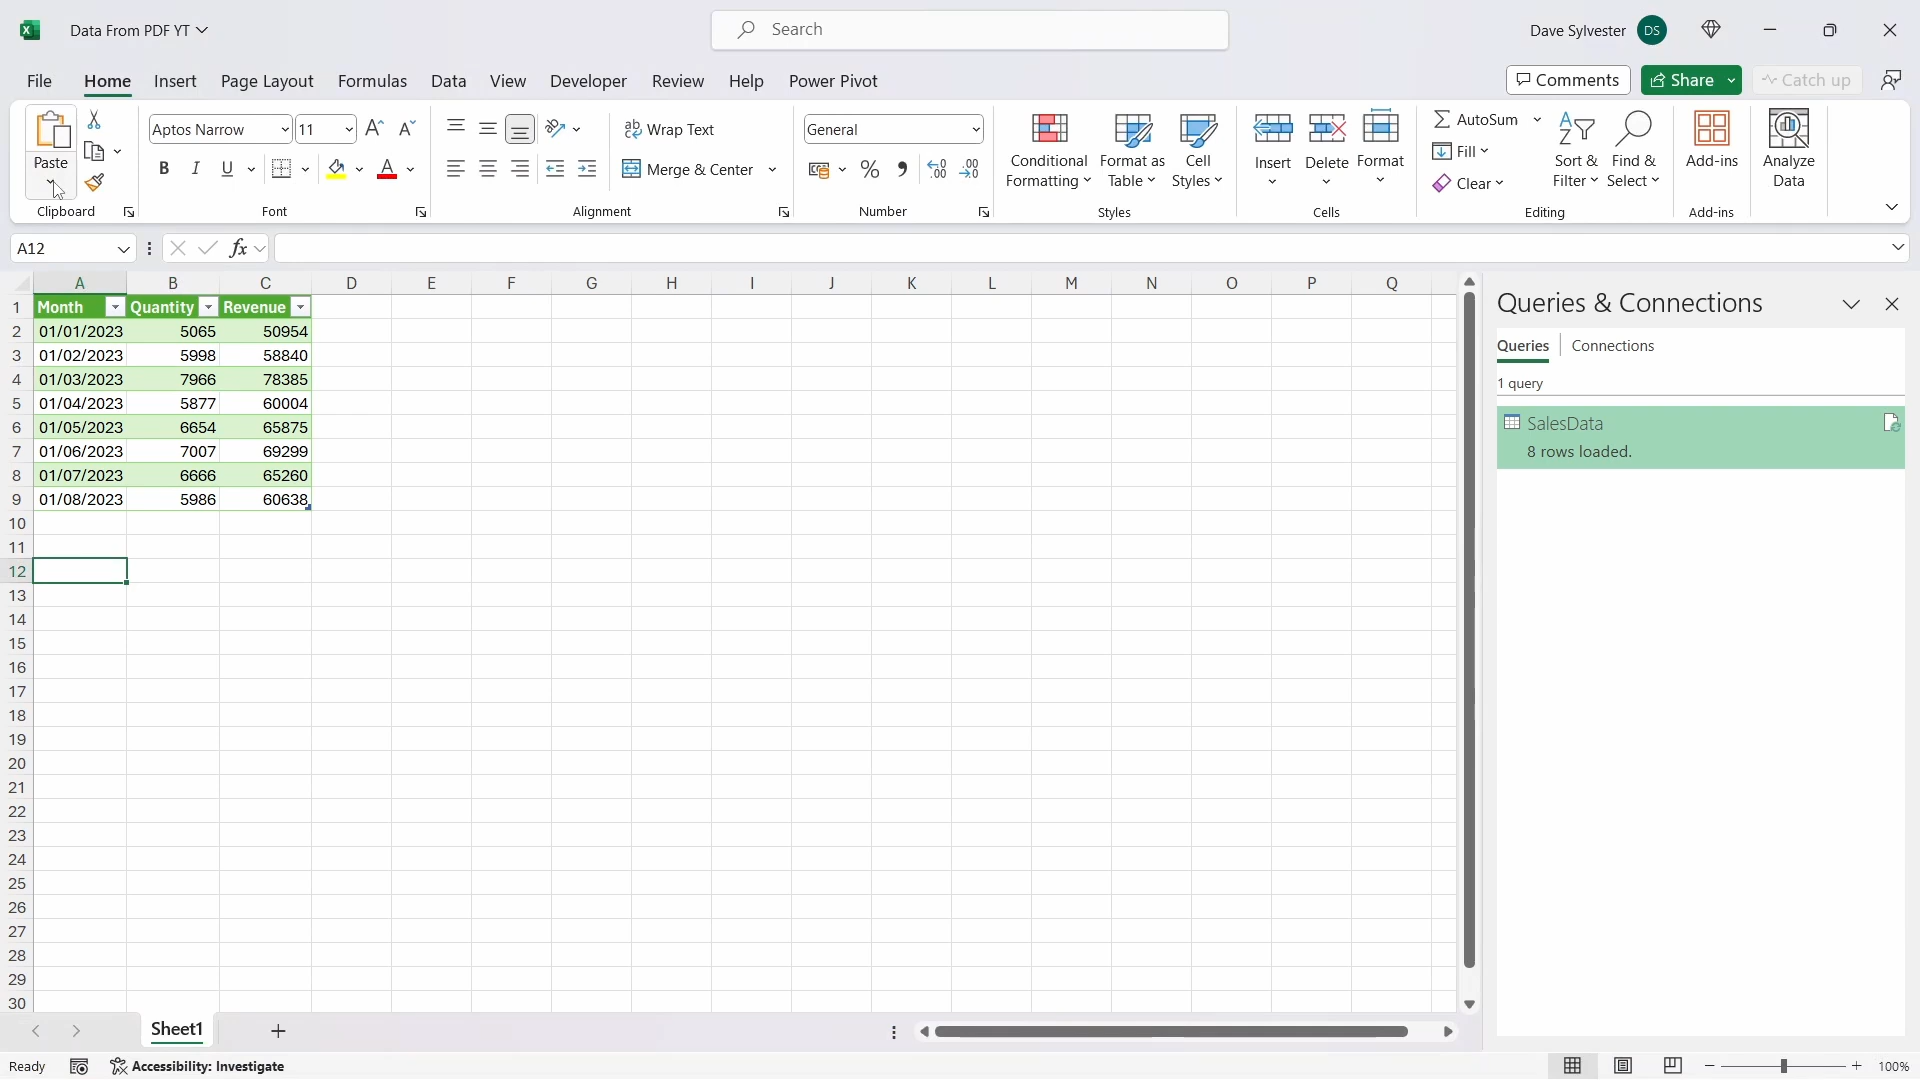 Data From PDF YT
Search
Dave Sylvester DS
File Home Insert Page Layout Formulas Data View Developer Review Help Power Pivot
Comments Share Catch up
Paste
Clipboard
Aptos Narrow 11
B I U A
Font
Wrap Text
Merge & Center
Alignment
General
Number
Conditional Formatting
Format as Table
Cell Styles
Styles
Insert Delete Format
Cells
AutoSum
Fill
Clear
Sort & Filter
Find & Select
Editing
Add-ins
Add-ins
Analyze Data
A12 fx
A B C D E F G H I J K L M N O P Q
1 Month Quantity Revenue
2 01/01/2023 5065 50954
3 01/02/2023 5998 58840
4 01/03/2023 7966 78385
5 01/04/2023 5877 60004
6 01/05/2023 6654 65875
7 01/06/2023 7007 69299
8 01/07/2023 6666 65260
9 01/08/2023 5986 60638
10
11
12
13
14
15
16
17
18
19
20
21
22
23
24
25
26
27
28
29
30
Queries & Connections
Queries Connections
1 query
SalesData
8 rows loaded.
Sheet1
Ready Accessibility: Investigate 100%